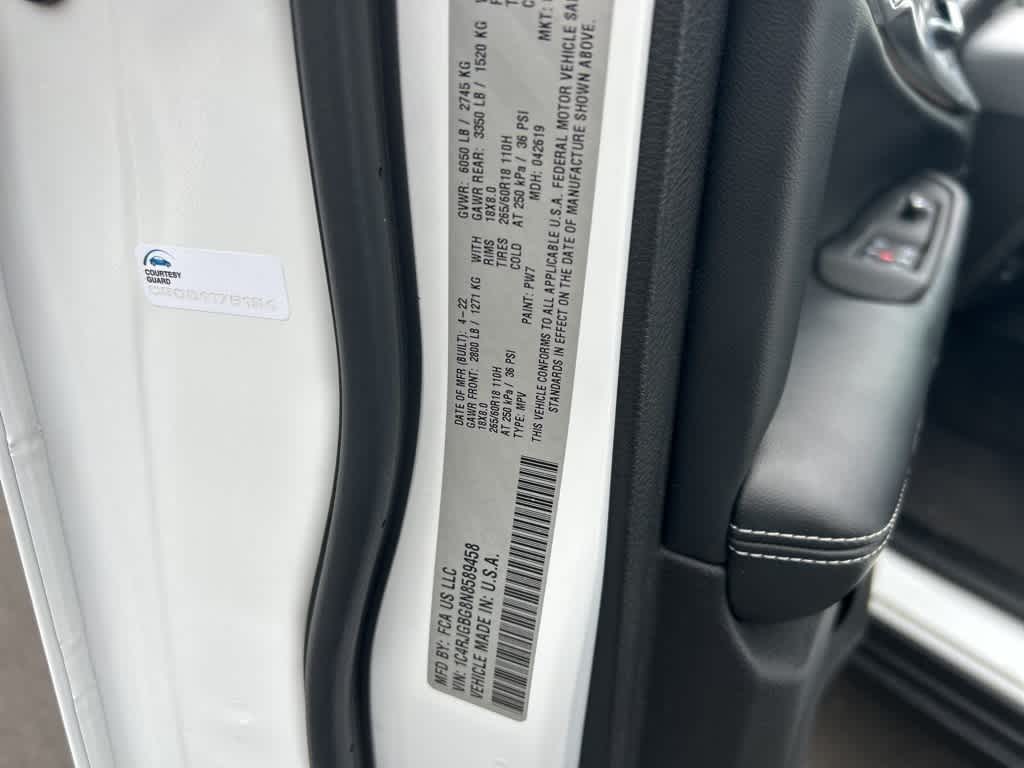 COURTESY
GUARD
MFD BY: FCA US LLC
VIN: 1C4RJGBG8N8589458
VEHICLE MADE IN: U.S.A.
DATE OF MFR (BUILT): 4-22
GVWR: 6050 LB / 2745 KG
GAWR FRONT: 2800 LB / 1271 KG WITH
GAWR REAR: 3350 LB / 1520 KG
18X8.0 RIMS
18X8.0
265/60R18 110H TIRES
265/60R18 110H
AT 250 kPa / 36 PSI COLD
AT 250 kPa / 36 PSI
TYPE: MPV PAINT: PW7 MDH: 042619 MKT:
THIS VEHICLE CONFORMS TO ALL APPLICABLE U.S.A. FEDERAL MOTOR VEHICLE
STANDARDS IN EFFECT ON THE DATE OF MANUFACTURE SHOWN ABOVE.